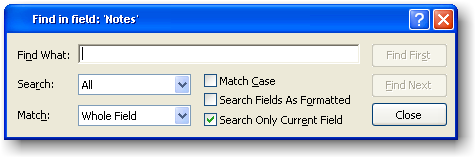 Find in field: 'Notes'
Find What: Find First
Search: All Match Case Find Next
Search Fields As Formatted
Match: Whole Field Search Only Current Field Close